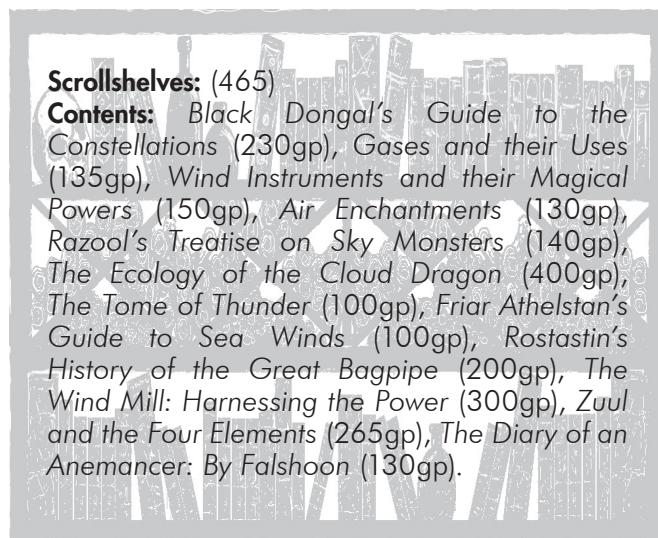 Scrollshelves: (465)
Contents: Black Dongal's Guide to the
Constellations (230gp), Gases and their Uses
(135gp), Wind Instruments and their Magical
Powers (150gp), Air Enchantments (130gp),
Razool's Treatise on Sky Monsters (140gp),
The Ecology of the Cloud Dragon (400gp),
The Tome of Thunder (100gp), Friar Athelstan's
Guide to Sea Winds (100gp), Rostastin's
History of the Great Bagpipe (200gp), The
Wind Mill: Harnessing the Power (300gp), Zuul
and the Four Elements (265gp), The Diary of an
Anemancer: By Falshoon (130gp).